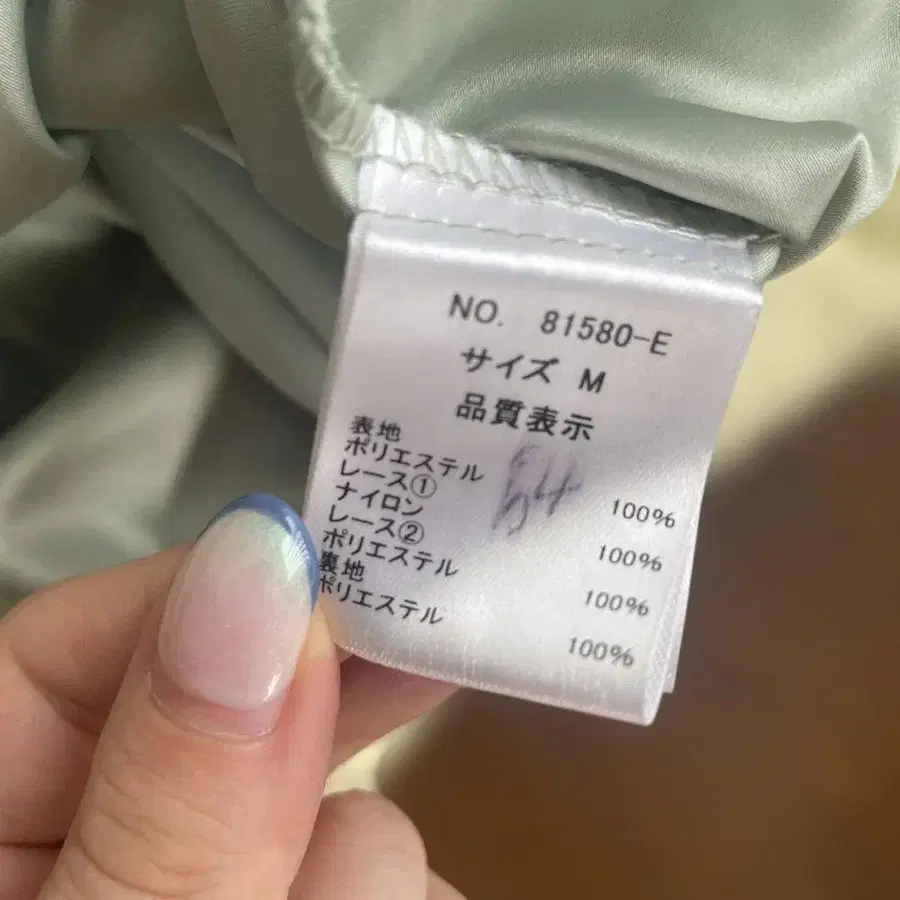 NO. 81580-E
サイズ M
品質表示
表地
ポリエステル 100%
レース①
ナイロン 100%
レース②
ポリエステル 100%
裏地
ポリエステル 100%